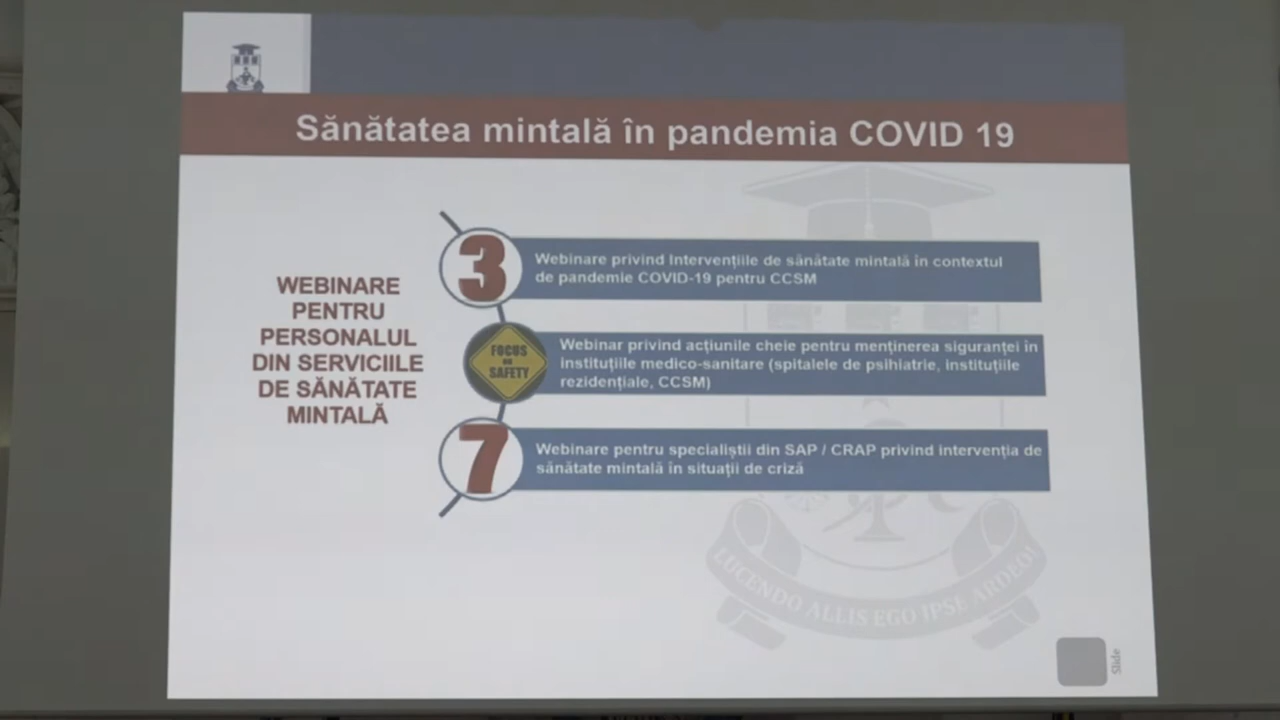 Sănătatea mintală în pandemia COVID 19
WEBINARE
PENTRU
PERSONALUL
DIN SERVICIILE
DE SĂNĂTATE
MINTALĂ
3
Webinare privind Intervențiile de sănătate mintală în contextul
de pandemie COVID-19 pentru CCSM
FOCUS
ON
SAFETY
Webinar privind acțiunile cheie pentru menținerea siguranței în
instituțiile medico-sanitare (spitalele de psihiatrie, instituțiile
rezidențiale, CCSM)
7
Webinare pentru specialiștii din SAP / CRAP privind intervenția de
sănătate mintală în situații de criză
LUCENDO ALLIS EGO IPSE ARDEO!
Slide